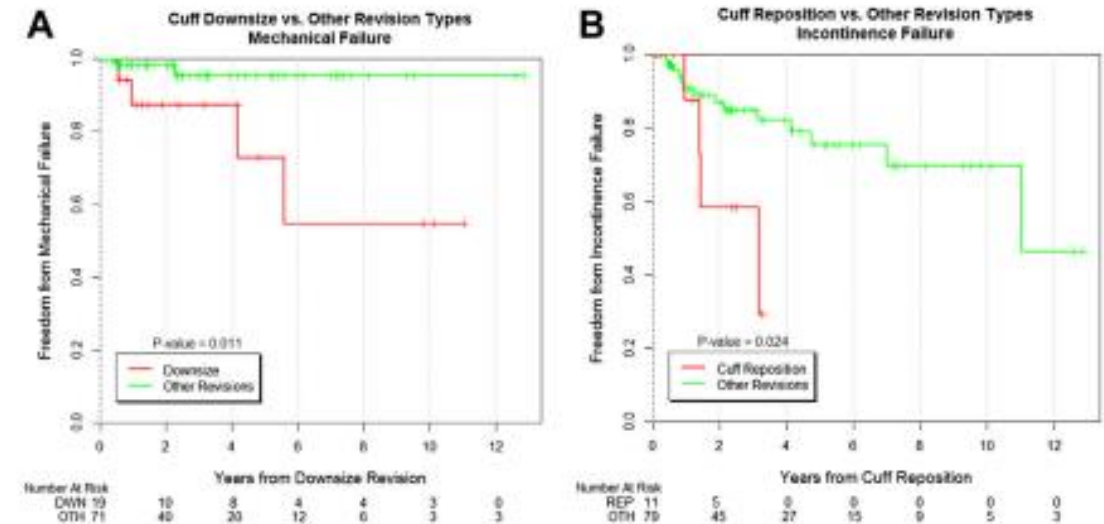 A
Cuff Downsize vs. Other Revision Types
Mechanical Failure
Freedom from Mechanical Failure
1.0
0.8
0.6
0.4
0.2
0.0
P-value = 0.011
Downsize
Other Revisions
0 2 4 6 8 10 12
Years from Downsize Revision
Number At Risk
DWN 19 10 8 4 4 3 0
OTH 71 40 20 12 6 3 3
B
Cuff Reposition vs. Other Revision Types
Incontinence Failure
Freedom from Incontinence Failure
1.0
0.8
0.6
0.4
0.2
0.0
P-value = 0.024
Cuff Reposition
Other Revisions
0 2 4 6 8 10 12
Years from Cuff Reposition
Number At Risk
REP 11 5 0 0 0 0 0
OTH 79 45 27 15 9 5 3